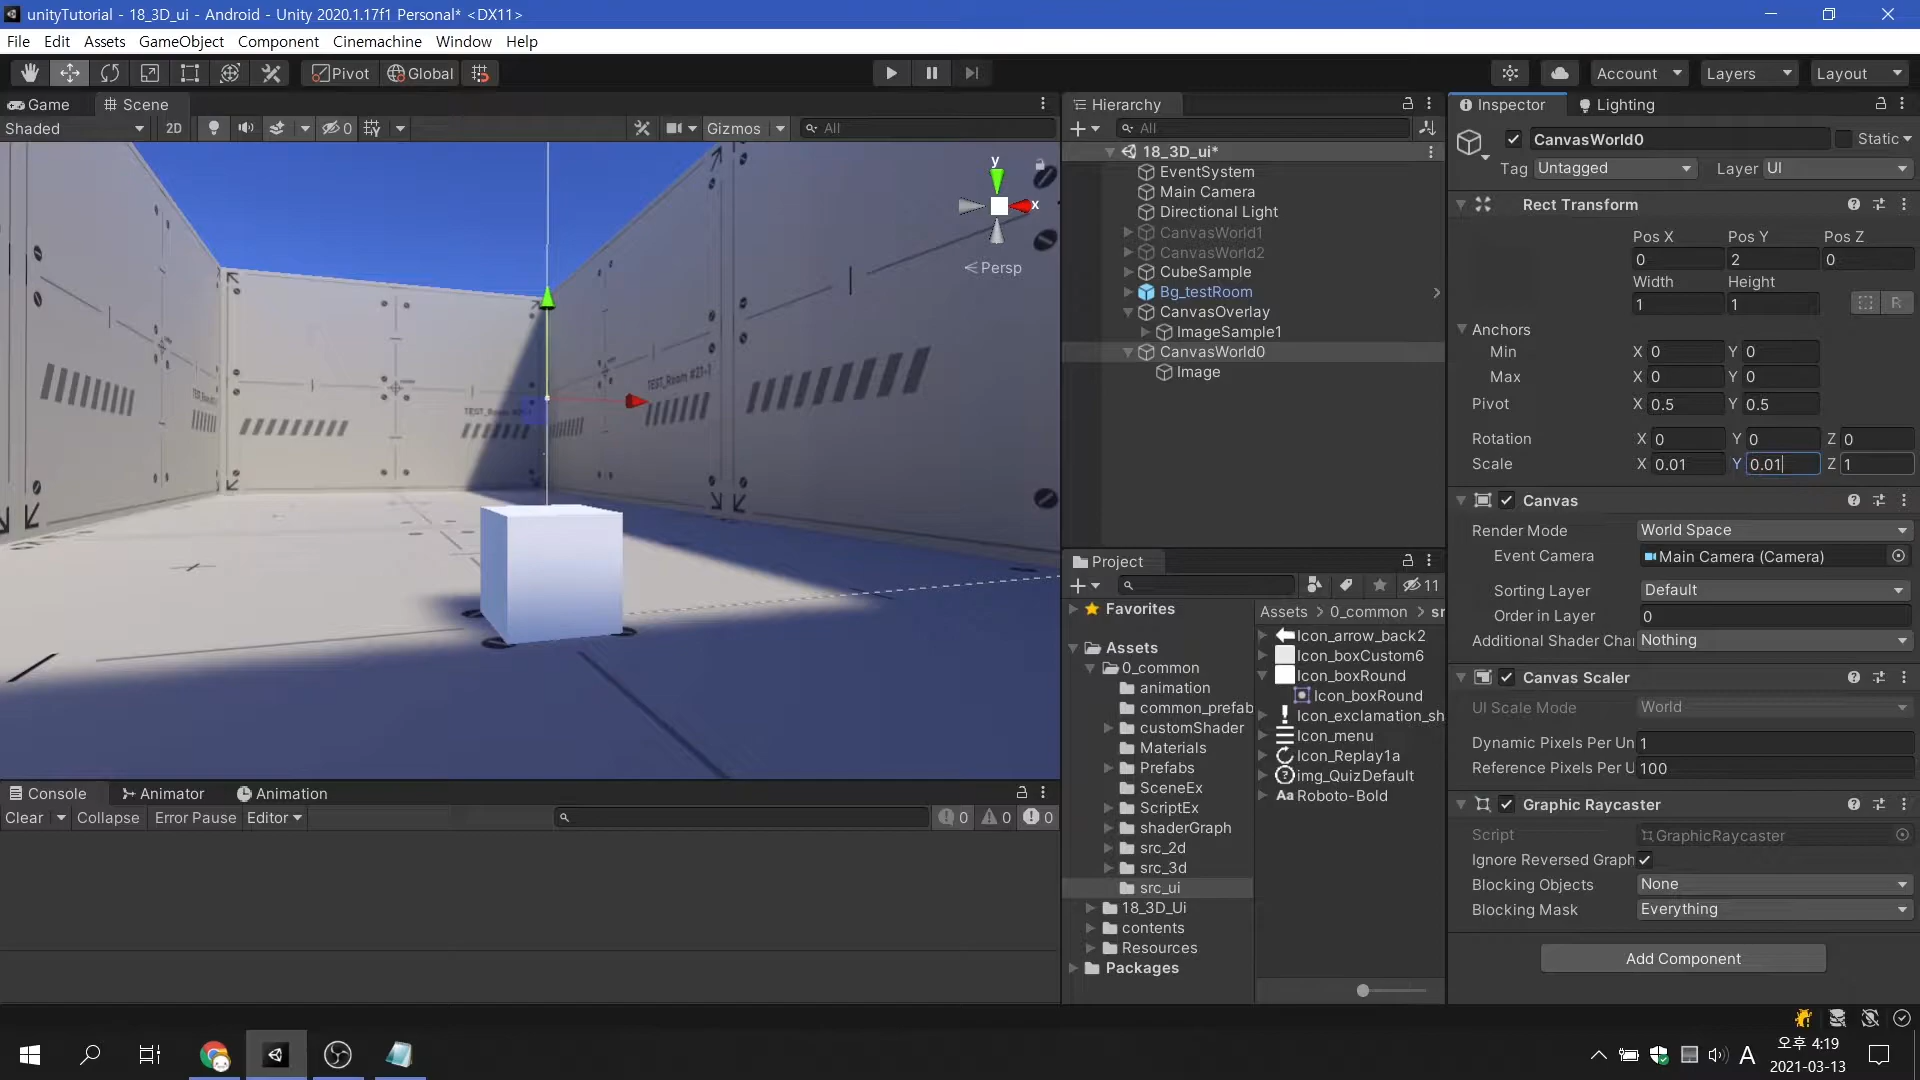 unityTutorial - 18_3D_ui - Android - Unity 2020.1.17f1 Personal* <DX11>
File Edit Assets GameObject Component Cinemachine Window Help
Pivot Global Account Layers Layout
Game Scene
Shaded 2D 0 Gizmos All
y
x
Persp
TEST_Room #21-1
Hierarchy
All
18_3D_ui*
EventSystem
Main Camera
Directional Light
CanvasWorld1
CanvasWorld2
CubeSample
Bg_testRoom
CanvasOverlay
ImageSample1
CanvasWorld0
Image
Project
11
Favorites
Assets
0_common
animation
common_prefab
customShader
Materials
Prefabs
SceneEx
ScriptEx
shaderGraph
src_2d
src_3d
src_ui
18_3D_Ui
contents
Resources
Packages
Assets > 0_common > sr
Icon_arrow_back2
Icon_boxCustom6
Icon_boxRound
Icon_boxRound
Icon_exclamation_sh
Icon_menu
Icon_Replay1a
img_QuizDefault
Aa Roboto-Bold
Inspector Lighting
CanvasWorld0 Static
Tag Untagged Layer UI
Rect Transform
Pos X Pos Y Pos Z
0 2 0
Width Height
1 1
R
Anchors
Min X 0 Y 0
Max X 0 Y 0
Pivot X 0.5 Y 0.5
Rotation X 0 Y 0 Z 0
Scale X 0.01 Y 0.01 Z 1
Canvas
Render Mode World Space
Event Camera Main Camera (Camera)
Sorting Layer Default
Order in Layer 0
Additional Shader Chai Nothing
Canvas Scaler
UI Scale Mode World
Dynamic Pixels Per Un 1
Reference Pixels Per U 100
Graphic Raycaster
Script GraphicRaycaster
Ignore Reversed Graph
Blocking Objects None
Blocking Mask Everything
Add Component
Console Animator Animation
Clear Collapse Error Pause Editor 0 0 0
A
오후 4:19
2021-03-13